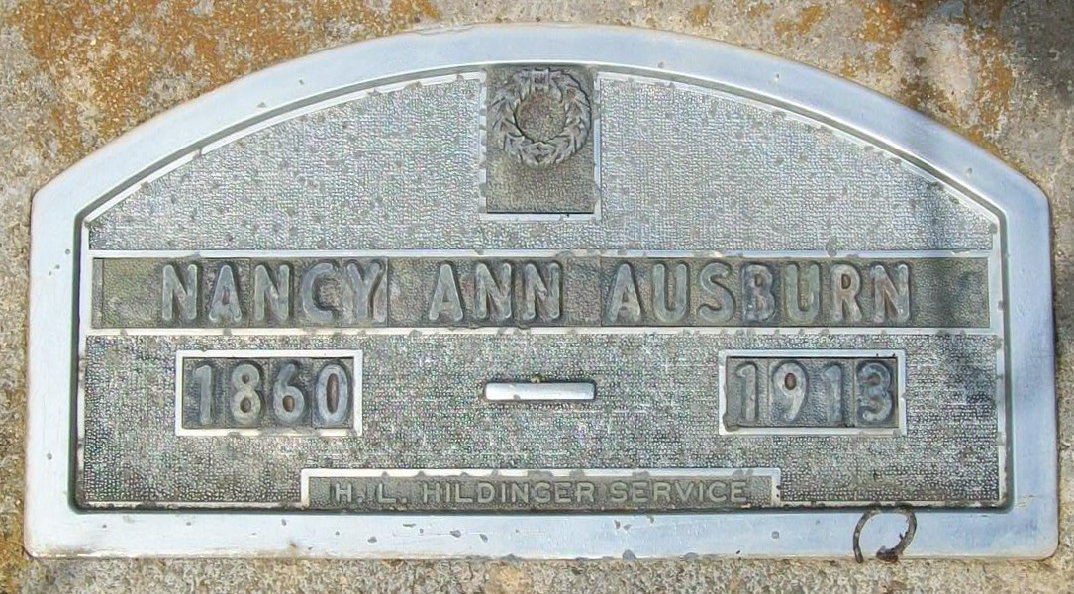 NANCY ANN AUSBURN
1860 – 1913
H. L. HILDINGER SERVICE